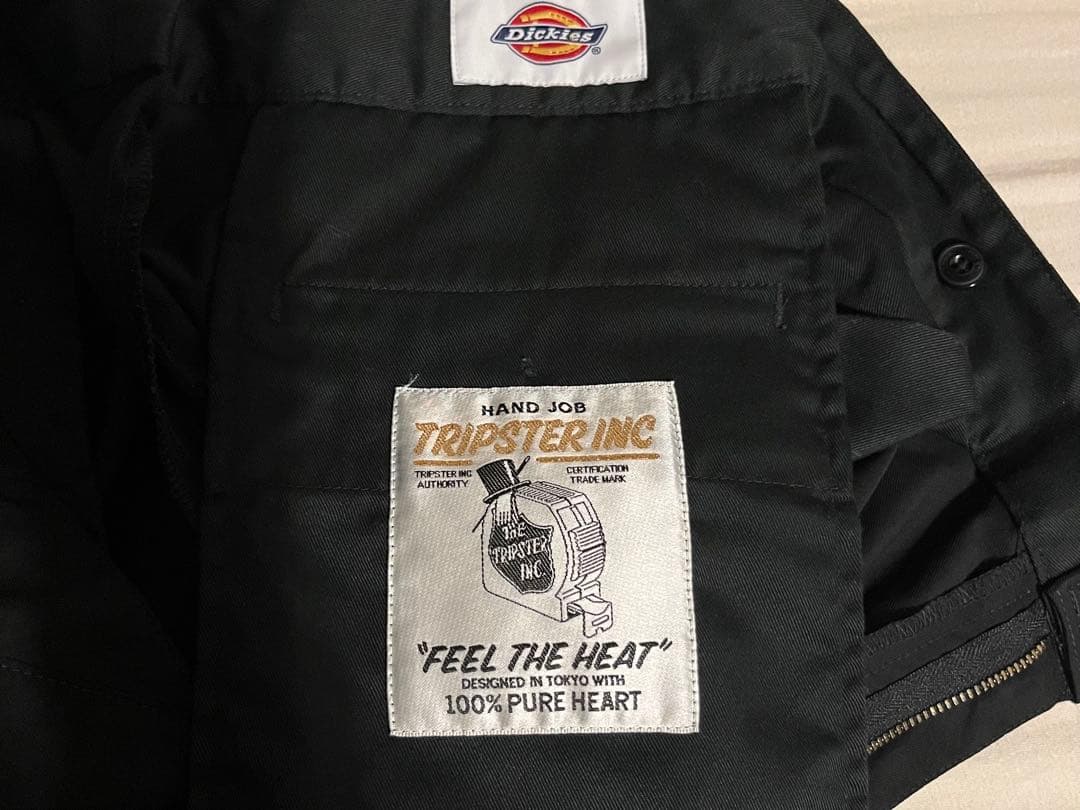 Dickies®
HAND JOB
TRIPSTER INC
TRIPSTER INC
AUTHORITY
CERTIFICATION
TRADE MARK
THE
TRIPSTER
INC.
"FEEL THE HEAT"
DESIGNED IN TOKYO WITH
100% PURE HEART